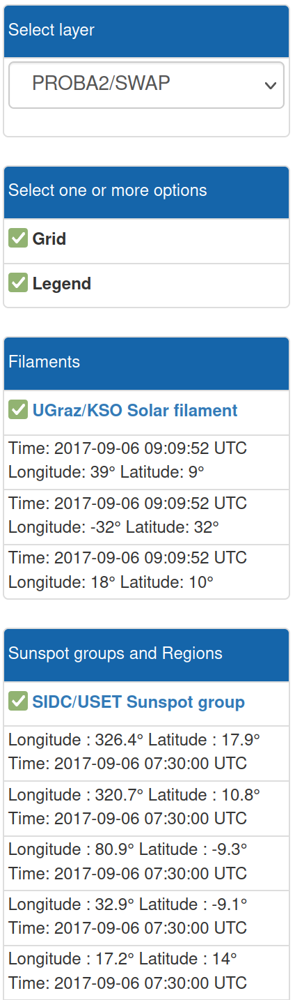 Select layer
PROBA2/SWAP
Select one or more options
Grid
Legend
Filaments
UGraz/KSO Solar filament
Time: 2017-09-06 09:09:52 UTC
Longitude: 39° Latitude: 9°
Time: 2017-09-06 09:09:52 UTC
Longitude: -32° Latitude: 32°
Time: 2017-09-06 09:09:52 UTC
Longitude: 18° Latitude: 10°
Sunspot groups and Regions
SIDC/USET Sunspot group
Longitude : 326.4° Latitude : 17.9°
Time: 2017-09-06 07:30:00 UTC
Longitude : 320.7° Latitude : 10.8°
Time: 2017-09-06 07:30:00 UTC
Longitude : 80.9° Latitude : -9.3°
Time: 2017-09-06 07:30:00 UTC
Longitude : 32.9° Latitude : -9.1°
Time: 2017-09-06 07:30:00 UTC
Longitude : 17.2° Latitude : 14°
Time: 2017-09-06 07:30:00 UTC